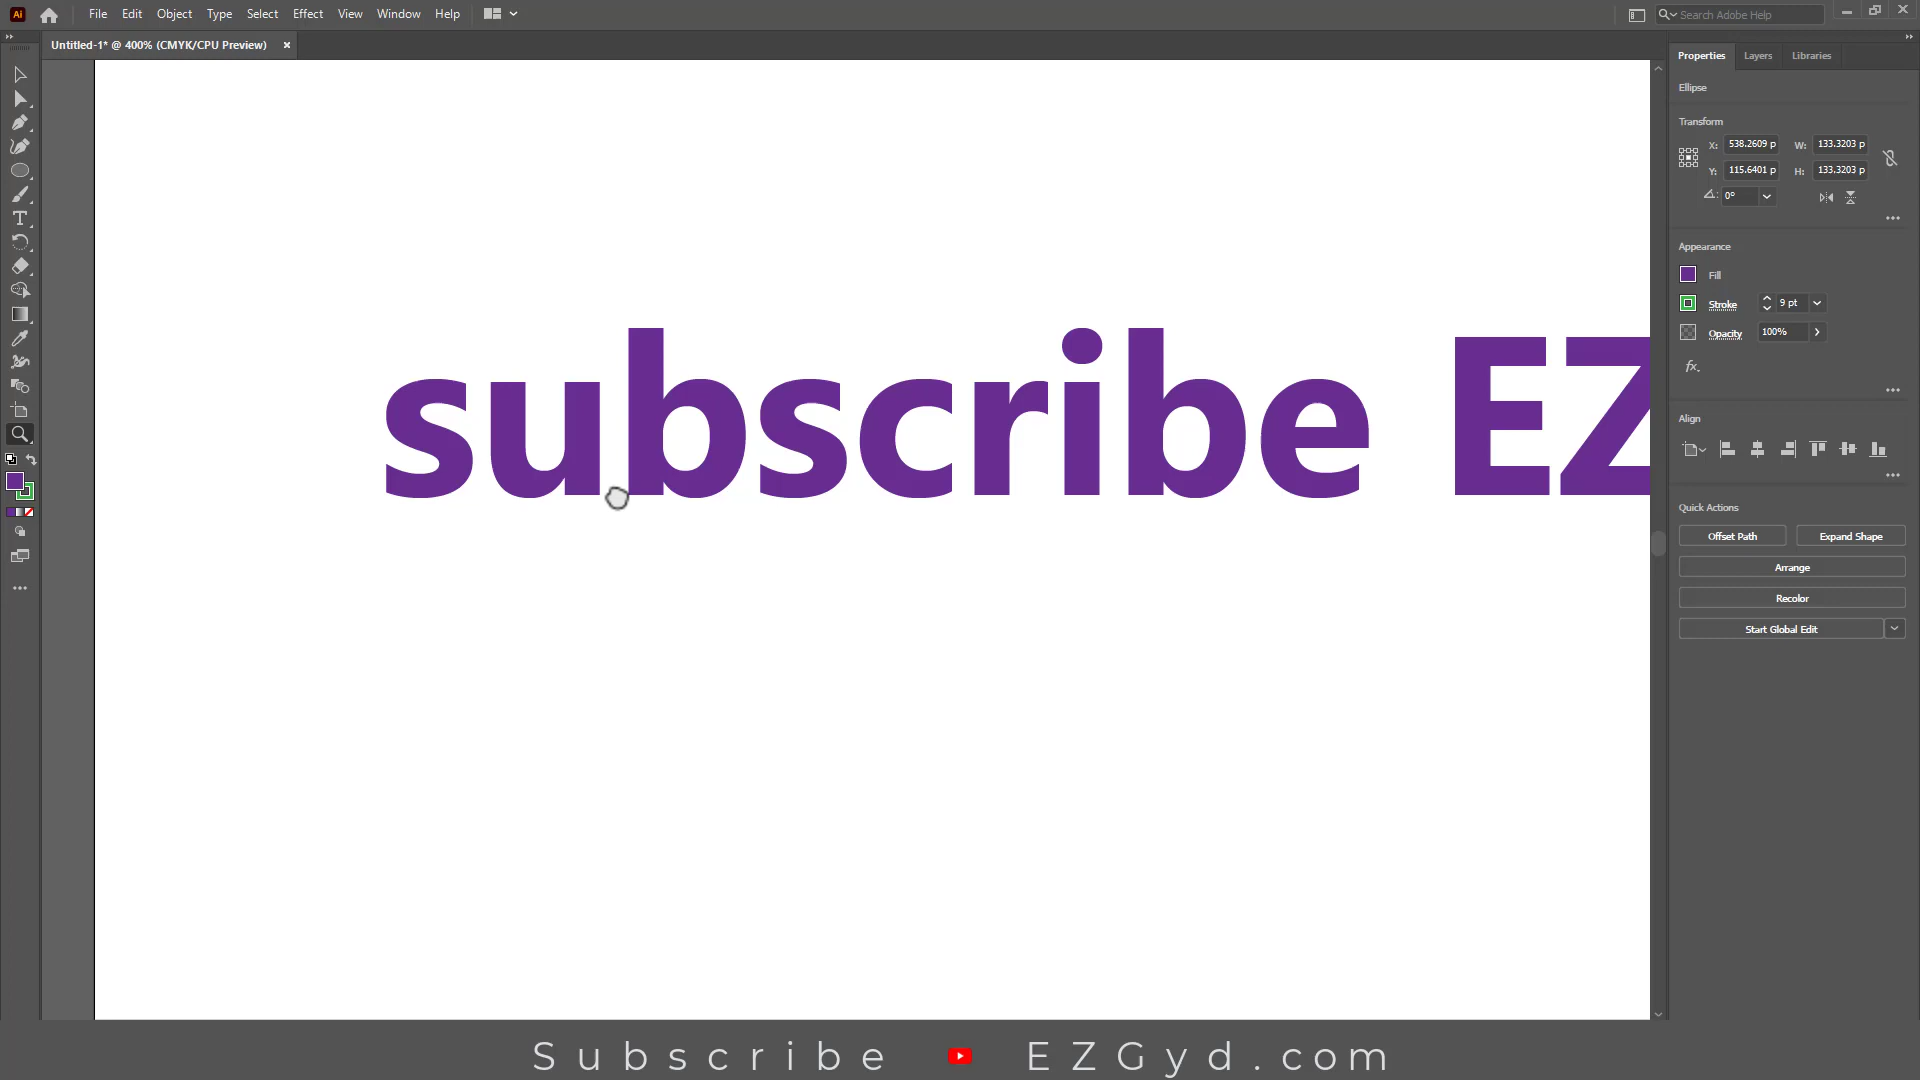 Ai File Edit Object Type Select Effect View Window Help Search Adobe Help
Untitled-1* @ 400% (CMYK/CPU Preview) ×
Properties Layers Libraries
Ellipse
Transform
X: 538.2609 p W: 133.3203 p
Y: 115.6401 p H: 133.3203 p
0°
Appearance
Fill
Stroke 9 pt
Opacity 100%
fx.
Align
Quick Actions
Offset Path Expand Shape
Arrange
Recolor
Start Global Edit
subscribe EZ
Subscribe EZGyd.com